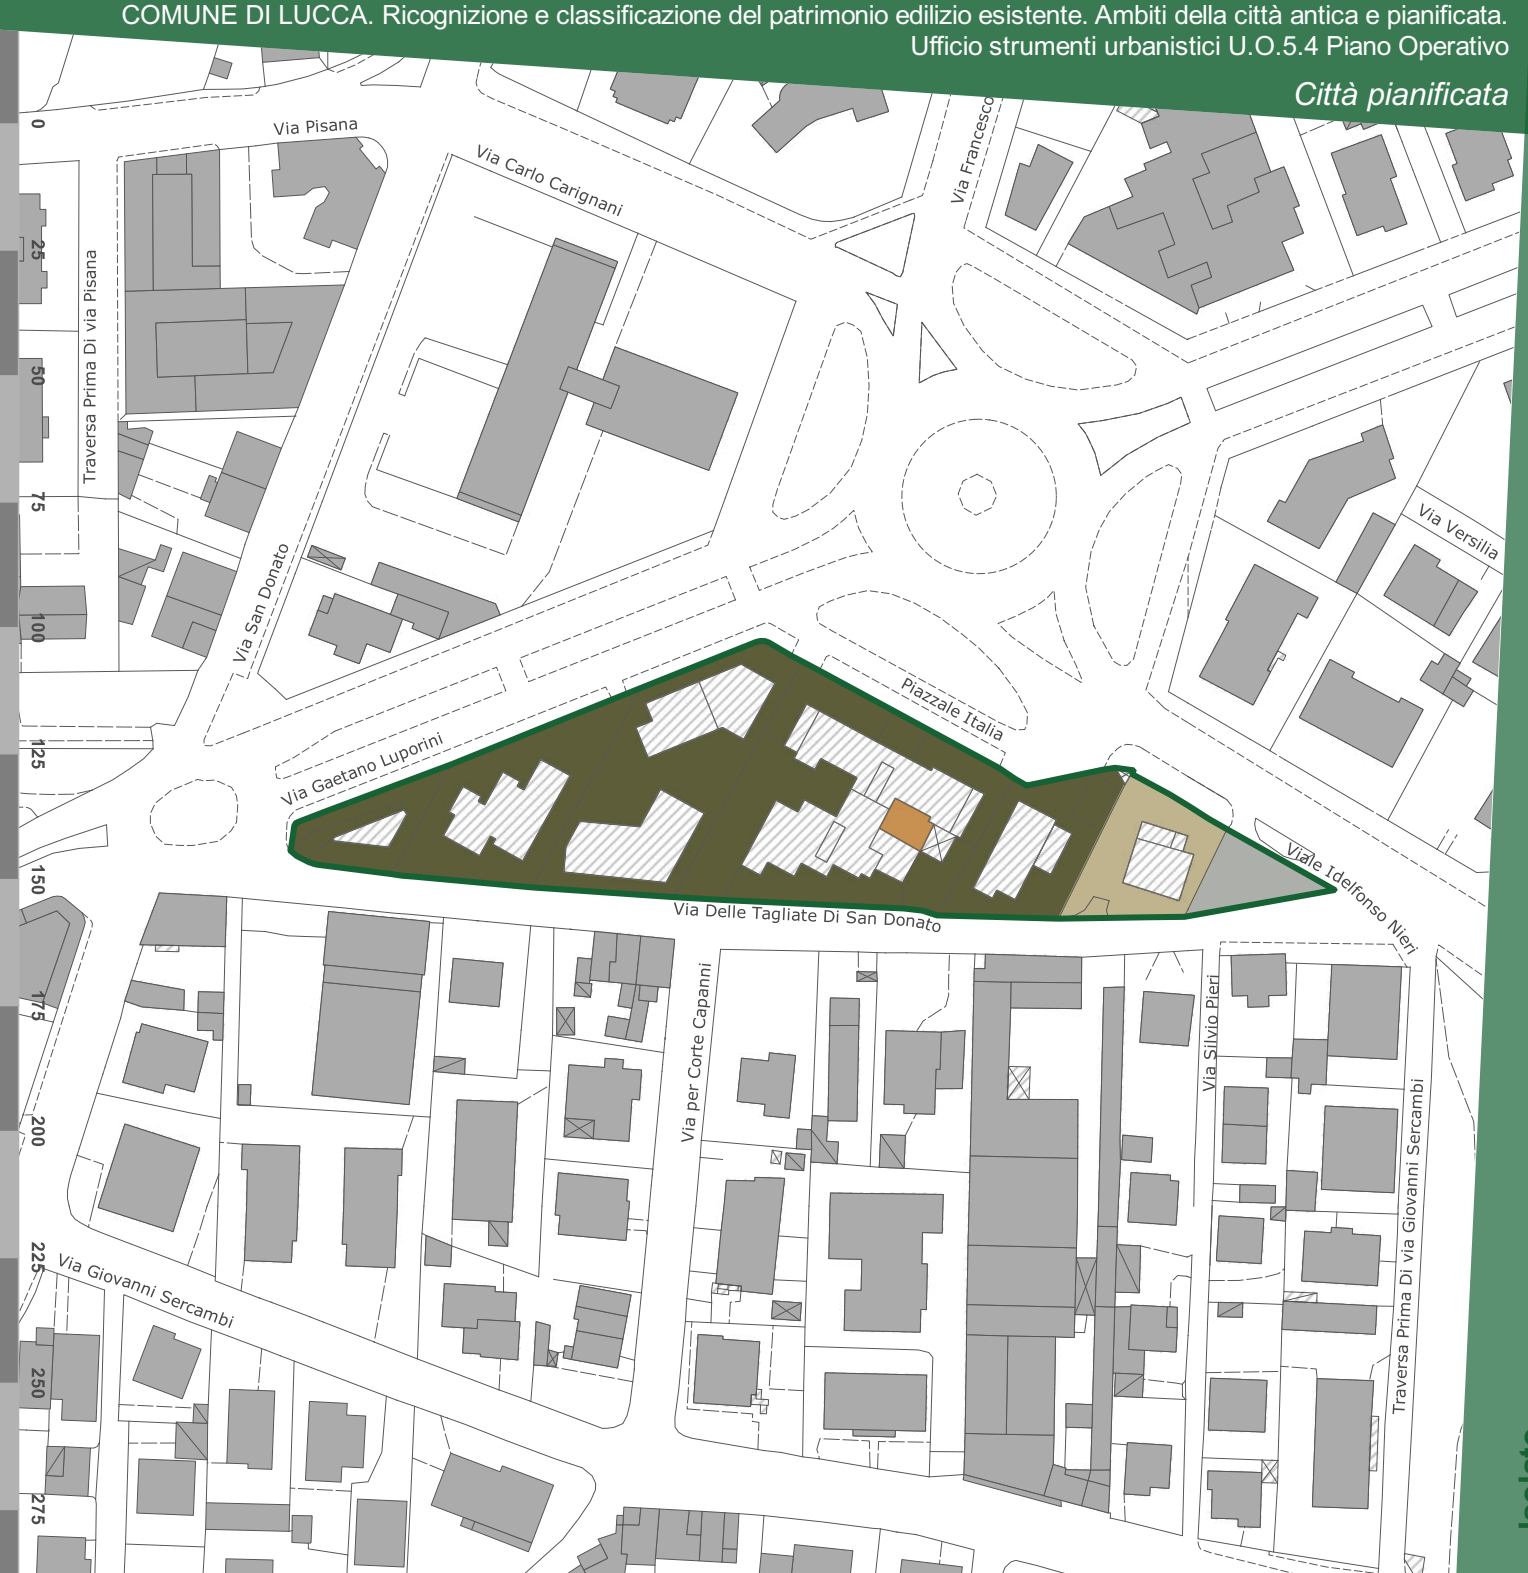 COMUNE DI LUCCA. Ricognizione e classificazione del patrimonio edilizio esistente. Ambiti della città antica e pianificata.
Ufficio strumenti urbanistici U.O.5.4 Piano Operativo
Città pianificata
0
25
50
75
100
125
150
175
200
225
250
275
Via Pisana
Via Carlo Carignani
Via Francesco
Traversa Prima Di via Pisana
Via San Donato
Via Versilia
Piazzale Italia
Via Gaetano Luporini
Viale Idelfonso Nieri
Via Delle Tagliate Di San Donato
Via per Corte Capanni
Via Silvio Pieri
Traversa Prima Di via Giovanni Sercambi
Via Giovanni Sercambi